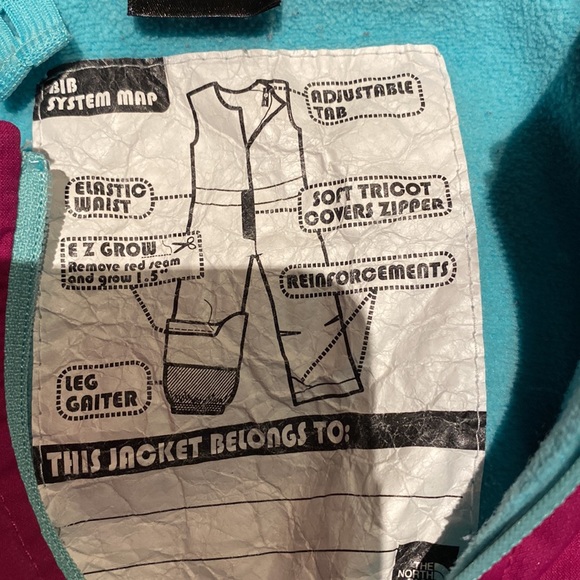 BIB
SYSTEM MAP
ADJUSTABLE
TAB
ELASTIC
WAIST
SOFT TRICOT
COVERS ZIPPER
E Z GROW
Remove red seam
and grow 1.5"
REINFORCEMENTS
LEG
GAITER
THIS JACKET BELONGS TO:
THE
NORTH